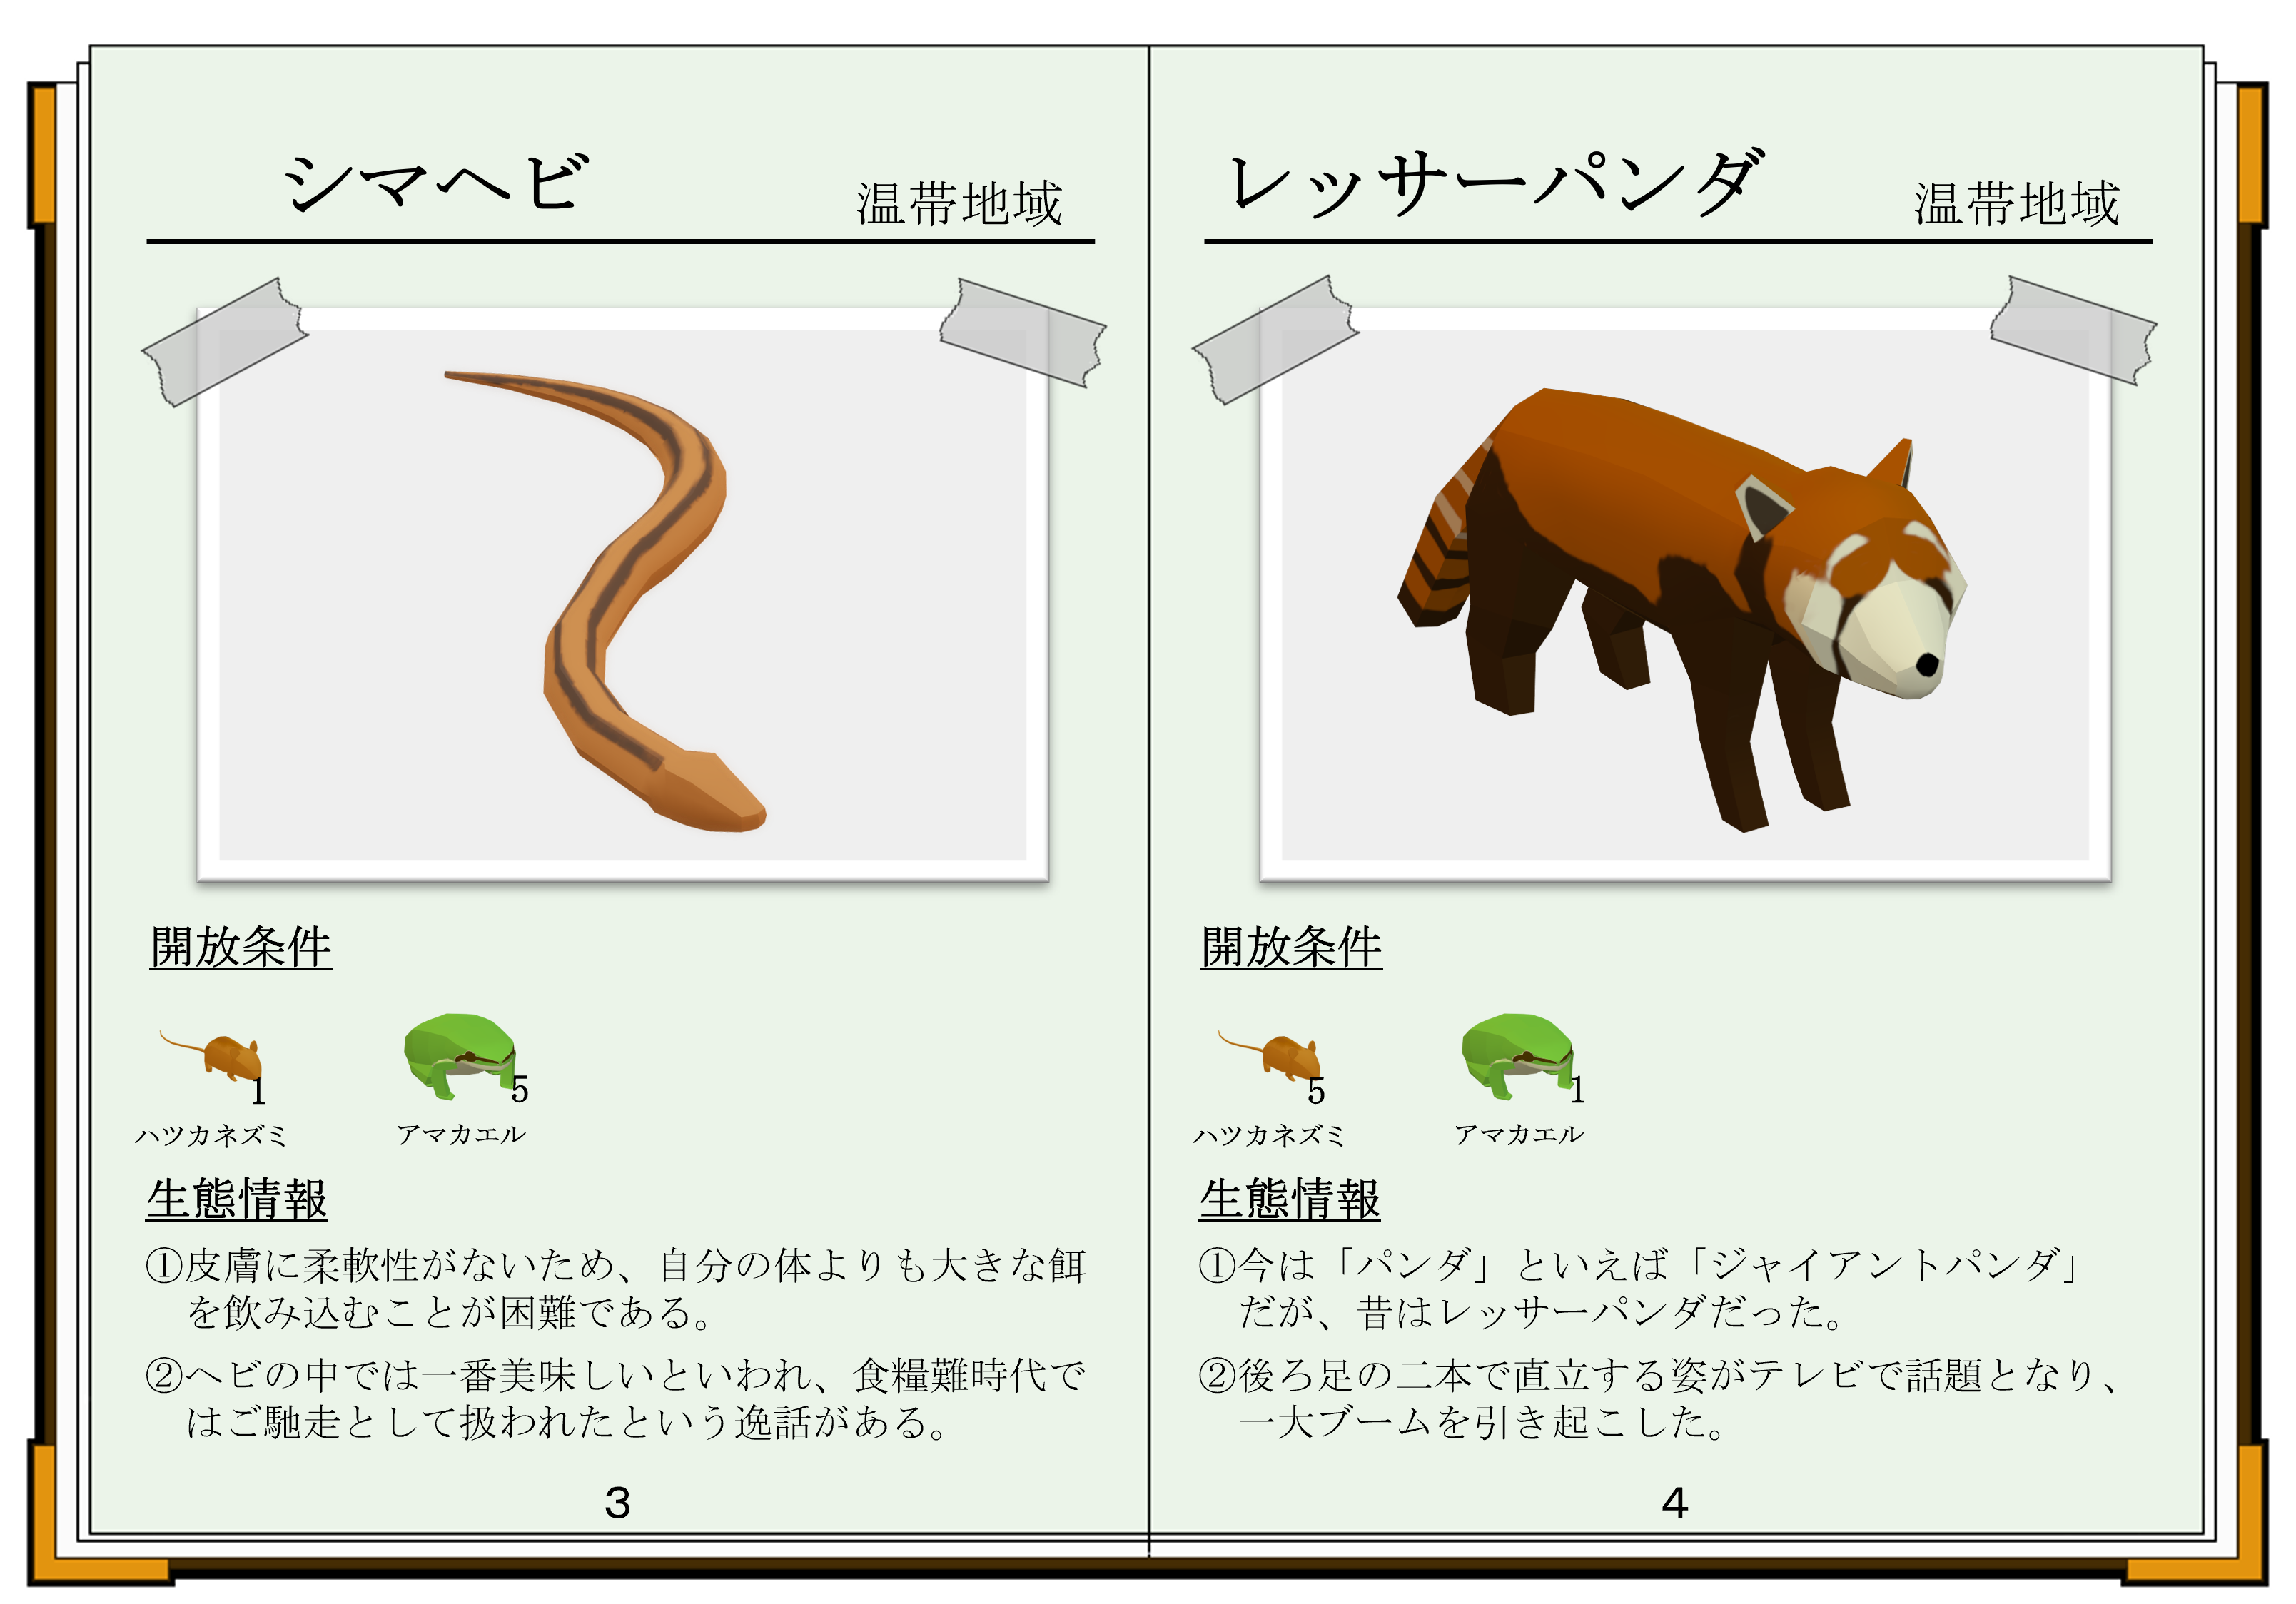 シマヘビ 温帯地域
開放条件
1 5
ハツカネズミ アマカエル
生態情報
①皮膚に柔軟性がないため、自分の体よりも大きな餌
を飲み込むことが困難である。
②ヘビの中では一番美味しいといわれ、食糧難時代で
はご馳走として扱われたという逸話がある。
3
レッサーパンダ 温帯地域
開放条件
5 1
ハツカネズミ アマカエル
生態情報
①今は「パンダ」といえば「ジャイアントパンダ」
だが、昔はレッサーパンダだった。
②後ろ足の二本で直立する姿がテレビで話題となり、
一大ブームを引き起こした。
4